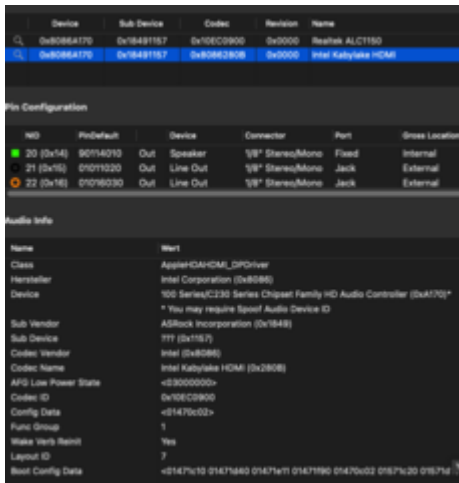 Device Sub Device Codec Revision Name
0x8086A170 0x18491157 0x10EC0900 0x0000 Realtek ALC1150
0x8086A170 0x18491157 0x8086280B 0x0000 Intel Kabylake HDMI
Pin Configuration
NID PinDefault Device Connector Port Gross Location
20 (0x14) 90114010 Out Speaker 1/8" Stereo/Mono Fixed Internal
21 (0x15) 01011020 Out Line Out 1/8" Stereo/Mono Jack External
22 (0x16) 01016030 Out Line Out 1/8" Stereo/Mono Jack External
Audio Info
Name Wert
Class AppleHDAHDMI_DPDriver
Hersteller Intel Corporation (0x8086)
Device 100 Series/C230 Series Chipset Family HD Audio Controller (0xA170)*
* You may require Spoof Audio Device ID
Sub Vendor ASRock Incorporation (0x1849)
Sub Device ??? (0x1157)
Codec Vendor Intel (0x8086)
Codec Name Intel Kabylake HDMI (0x280B)
AFG Low Power State <03000000>
Codec ID 0x10EC0900
Config Data <01470c02>
Func Group 1
Wake Verb Reinit Yes
Layout ID 7
Boot Config Data <01471c10 01471d40 01471e11 01471f90 01470c02 01571c20 01571d